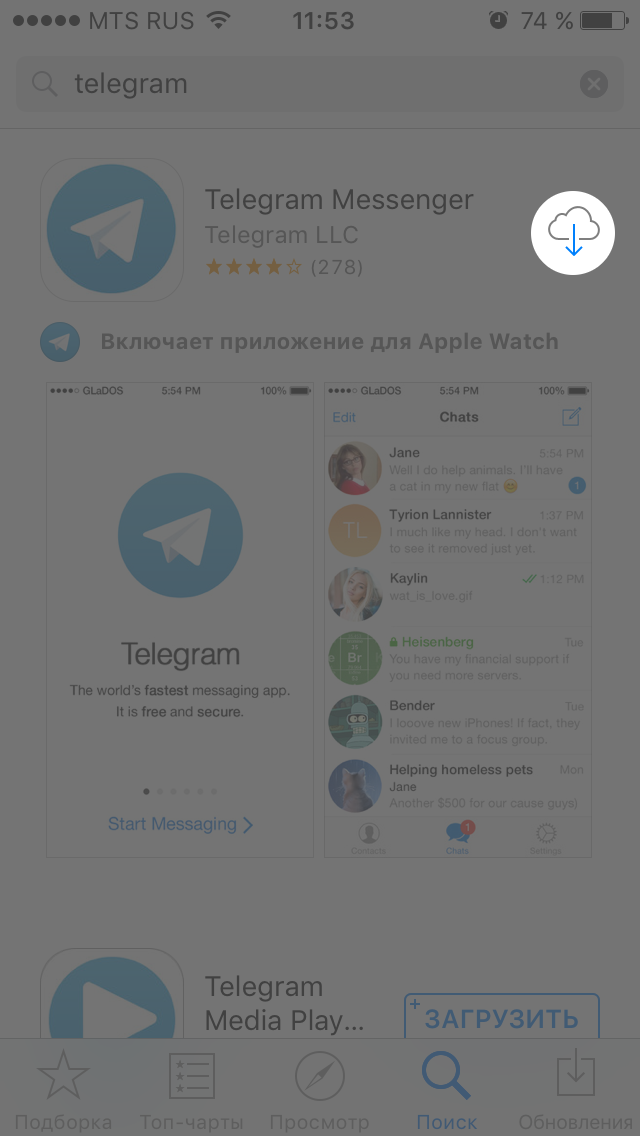 MTS RUS 11:53 74 %
telegram
Telegram Messenger
Telegram LLC
(278)
Включает приложение для Apple Watch
GLaDOS 5:54 PM 100%
Telegram
The world's fastest messaging app.
It is free and secure.
Start Messaging
GLaDOS 5:54 PM 100%
Edit Chats
Jane 5:54 PM
Well I do help animals. I'll have
a cat in my new flat 😊 1
TL
Tyrion Lannister 1:37 PM
I much like my head. I don't want
to see it removed just yet.
Kaylin 1:12 PM
wat_is_love.gif
Br
Heisenberg Tue
You have my financial support if
you need more servers.
Bender Tue
I looove new iPhones! If fact, they
invited me to a focus group.
Helping homeless pets Mon
Jane
Another $500 for our cause guys)
1
Contacts Chats Settings
Telegram
Media Play...
+ ЗАГРУЗИТЬ
Подборка Топ-чарты Просмотр Поиск Обновления